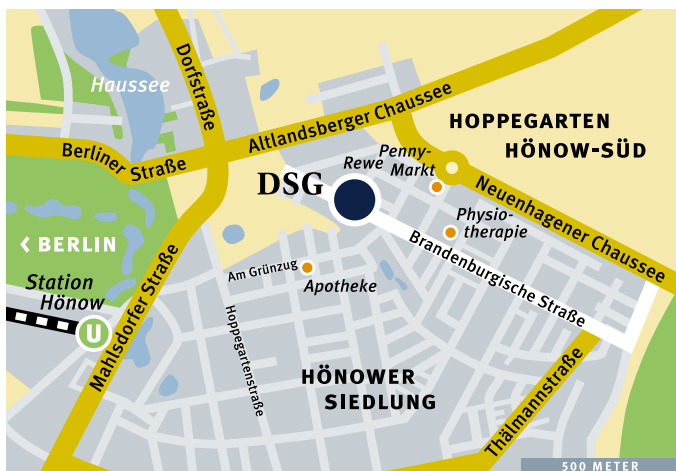 Haussee
Dorfstraße
Altlandsberger Chaussee
Berliner Straße
HOPPEGARTEN
HÖNOW-SÜD
Rewe
Penny-
Markt
DSG
Neuenhagener Chaussee
Physio-
therapie
Brandenburgische Straße
< BERLIN
Station
Hönow
U
Mahlsdorfer Straße
Am Grünzug
Apotheke
Hoppegartenstraße
HÖNOWER
SIEDLUNG
Thälmannstraße
500 METER